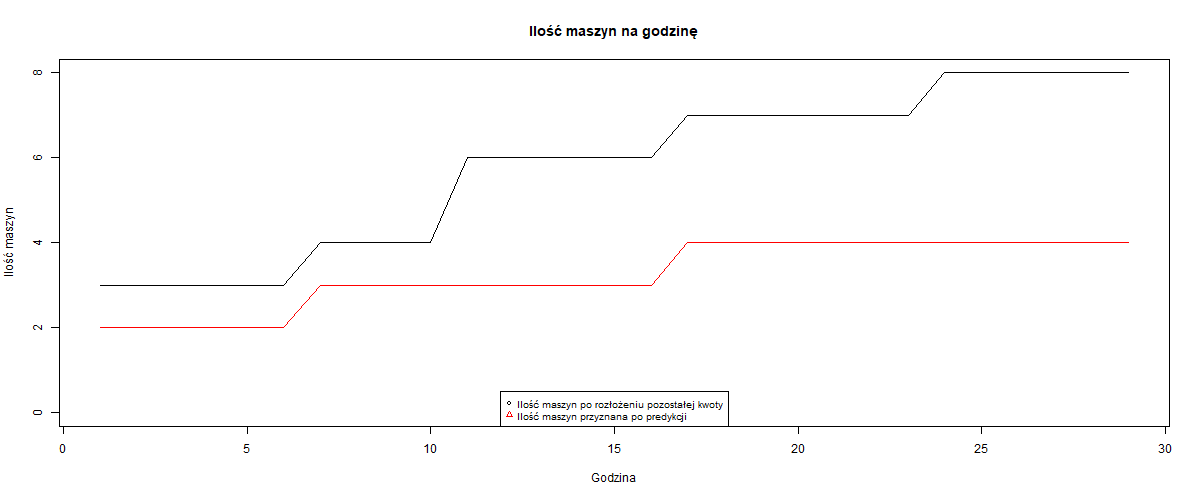 Ilość maszyn na godzinę
Ilość maszyn
8
6
4
2
0
Ilość maszyn po rozłożeniu pozostałej kwoty
Ilość maszyn przyznana po predykcji
0 5 10 15 20 25 30
Godzina